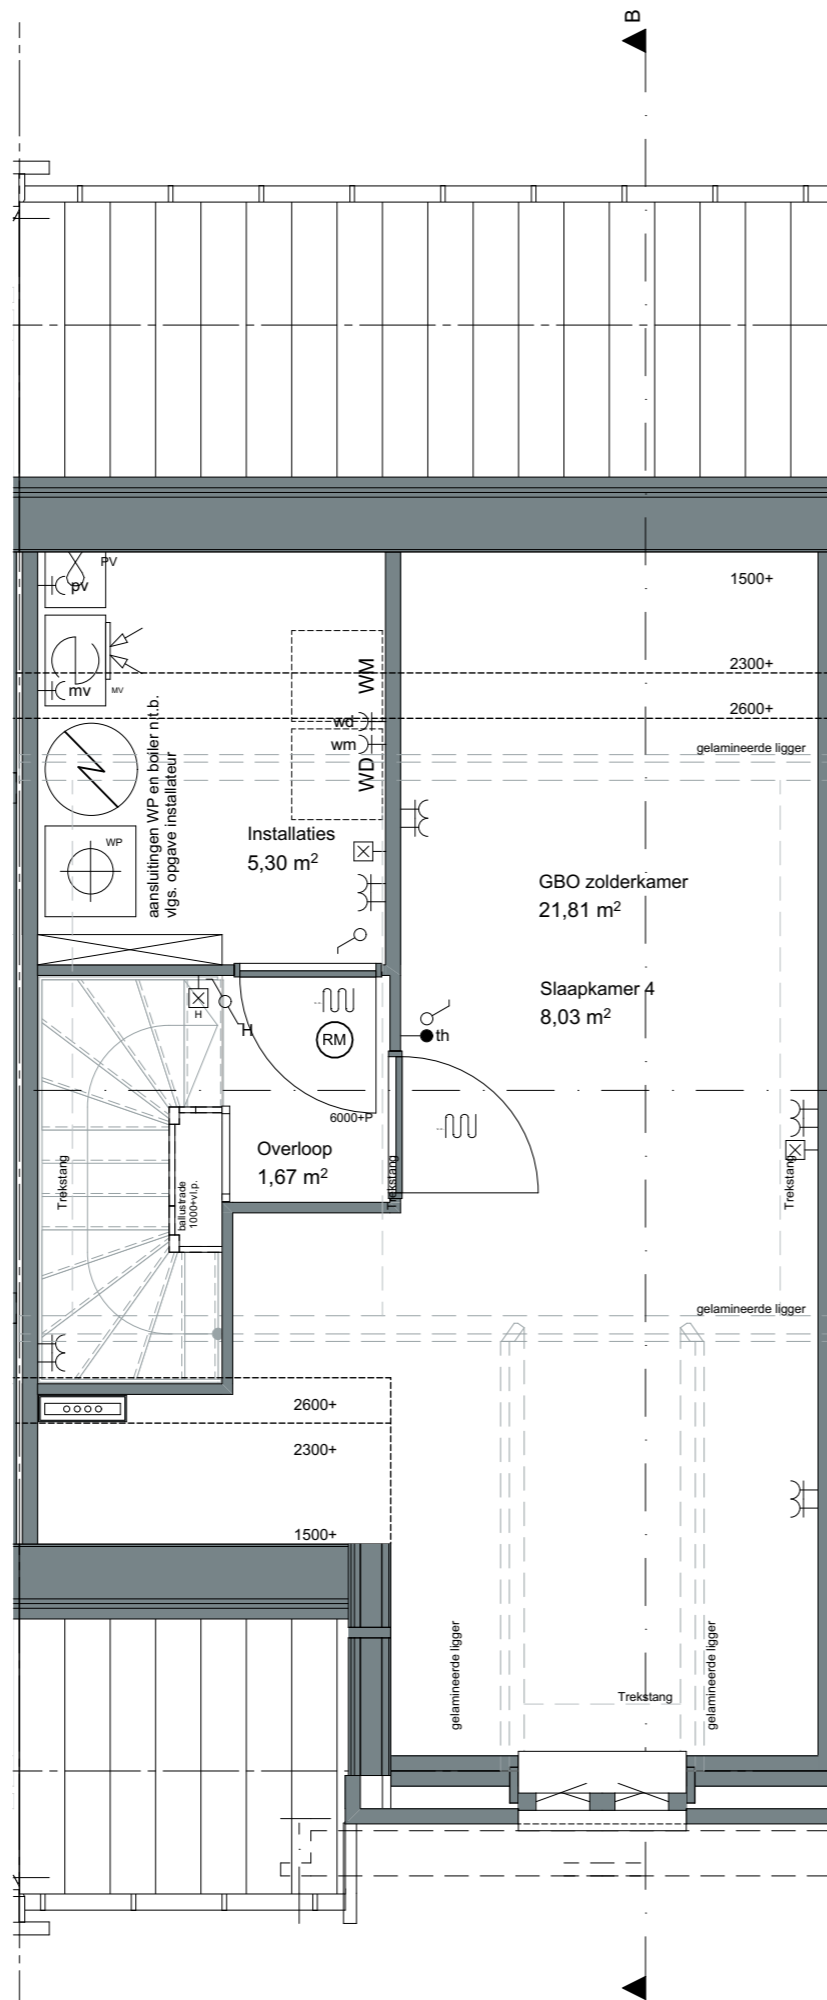 B
PV
pv
mv
MV
WP
aansluitingen WP en boiler n.t.b.
vlgs. opgave installateur
WM
wd
wm
WD
Installaties
5,30 m²
1500+
2300+
2600+
gelamineerde ligger
GBO zolderkamer
21,81 m²
Slaapkamer 4
8,03 m²
H
H
RM
th
6000+P
Overloop
1,67 m²
Trekstang
ballustrade
1000+vl.p.
Trekstang
Trekstang
gelamineerde ligger
2600+
2300+
1500+
gelamineerde ligger
Trekstang
gelamineerde ligger